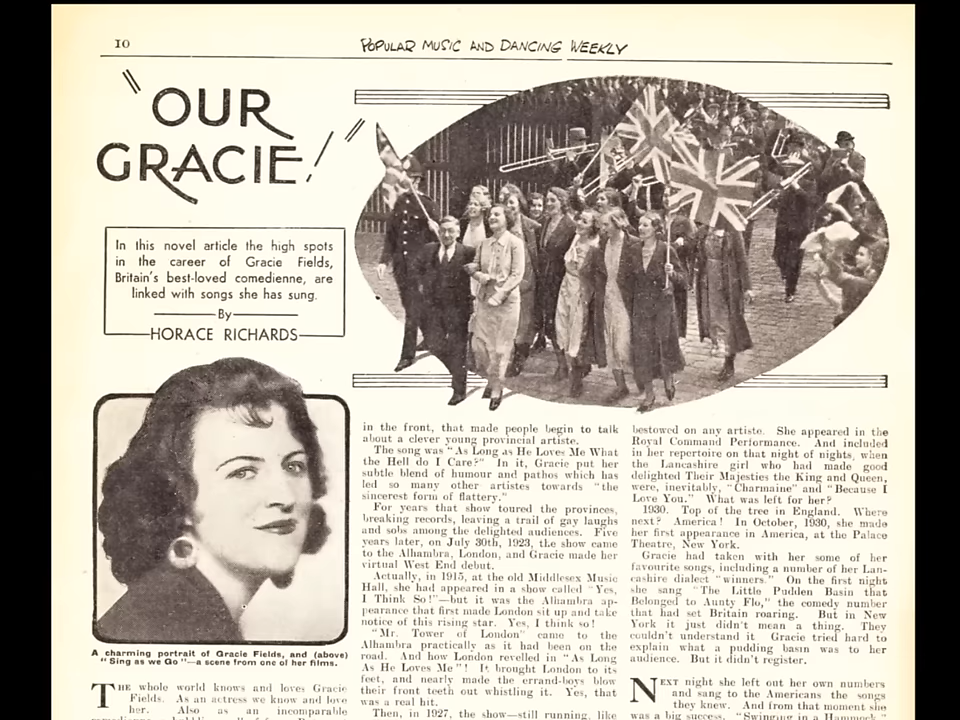 10
POPULAR MUSIC AND DANCING WEEKLY
"OUR
GRACIE!"
In this novel article the high spots
in the career of Gracie Fields,
Britain's best-loved comedienne, are
linked with songs she has sung.
By
HORACE RICHARDS
A charming portrait of Gracie Fields, and (above)
"Sing as we Go"—a scene from one of her films.
THE whole world knows and loves Gracie
Fields. As an actress we know and love
her. Also as an incomparable
in the front, that made people begin to talk
about a clever young provincial artiste.
The song was "As Long as He Loves Me What
the Hell do I Care?" In it, Gracie put her
subtle blend of humour and pathos which has
led so many other artistes towards "the
sincerest form of flattery."
For years that show toured the provinces,
breaking records, leaving a trail of gay laughs
and sobs among the delighted audiences. Five
years later, on July 30th, 1923, the show came
to the Alhambra, London, and Gracie made her
virtual West End debut.
Actually, in 1915, at the old Middlesex Music
Hall, she had appeared in a show called "Yes,
I Think So!"—but it was the Alhambra ap-
pearance that first made London sit up and take
notice of this rising star. Yes, I think so!
"Mr. Tower of London" came to the
Alhambra practically as it had been on the
road. And how London revelled in "As Long
As He Loves Me"! It brought London to its
feet, and nearly made the errand-boys blow
their front teeth out whistling it. Yes, that
was a real hit.
Then, in 1927, the show—still running, like
bestowed on any artiste. She appeared in the
Royal Command Performance. And included
in her repertoire on that night of nights, when
the Lancashire girl who had made good
delighted Their Majesties the King and Queen,
were, inevitably, "Charmaine" and "Because I
Love You." What was left for her?
1930. Top of the tree in England. Where
next? America! In October, 1930, she made
her first appearance in America, at the Palace
Theatre, New York.
Gracie had taken with her some of her
favourite songs, including a number of her Lan-
cashire dialect "winners." On the first night
she sang "The Little Pudden Basin that
Belonged to Aunty Flo," the comedy number
that had set Britain roaring. But in New
York it just didn't mean a thing. They
couldn't understand it Gracie tried hard to
explain what a pudding basin was to her
audience. But it didn't register.
NEXT night she left out her own numbers
and sang to the Americans the songs
they knew. And from that moment she
was a big success. "Swingin' in a Hammock"